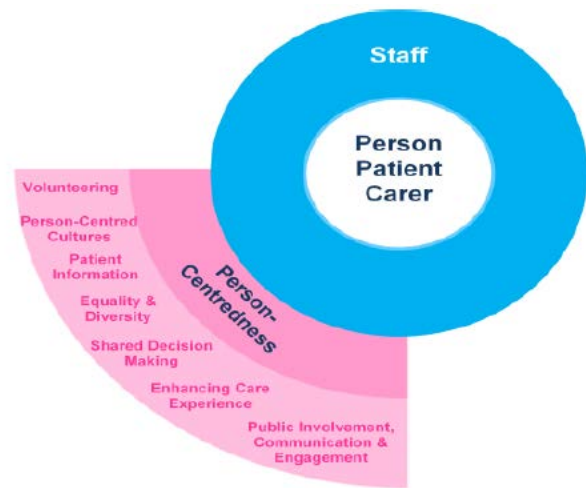 Staff
Person
Patient
Carer
Volunteering
Person-Centred
Cultures
Patient
Information
Equality &
Diversity
Shared Decision
Making
Enhancing Care
Experience
Public Involvement,
Communication &
Engagement
Person-
Centredness